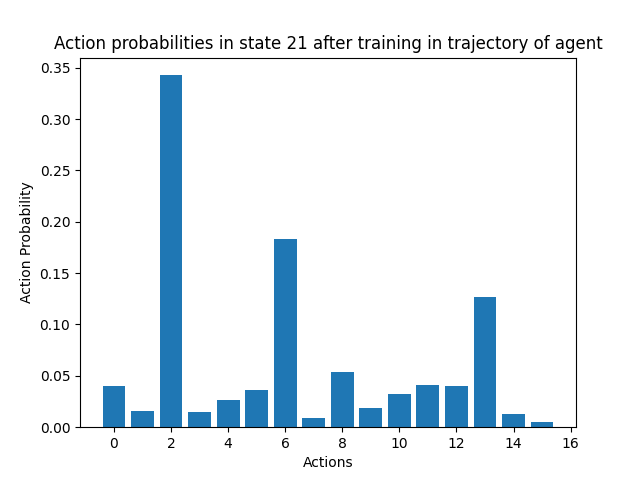 Action probabilities in state 21 after training in trajectory of agent
0.35
0.30
0.25
0.20
0.15
0.10
0.05
0.00
Action Probability
0 2 4 6 8 10 12 14 16
Actions